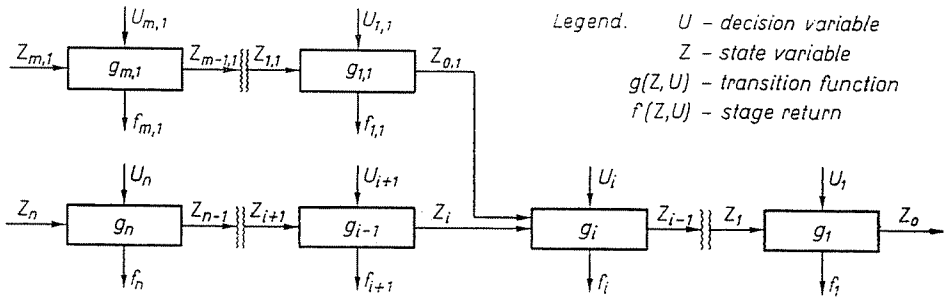 U_{m,1}
U_{1,1}
Legend. U – decision variable
Z_{m,1} g_{m,1} Z_{m-1,1} Z_{1,1} g_{1,1} Z_{0,1}
Z – state variable
g(Z,U) – transition function
f_{m,1} f_{1,1}
f(Z,U) – stage return
U_n U_{i+1} U_i U_1
Z_n g_n Z_{n-1} Z_{i+1} g_{i-1} Z_i g_i Z_{i-1} Z_1 g_1 Z_0
f_n f_{i+1} f_i f_1